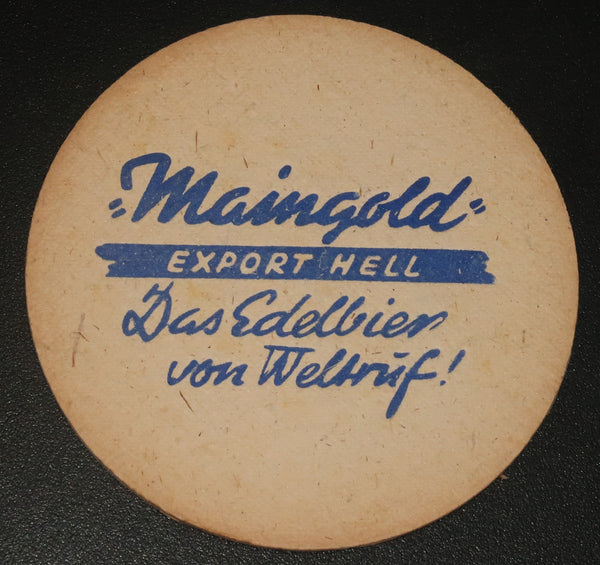 „Maingold“
EXPORT HELL
Das Edelbier
von Weltruf!